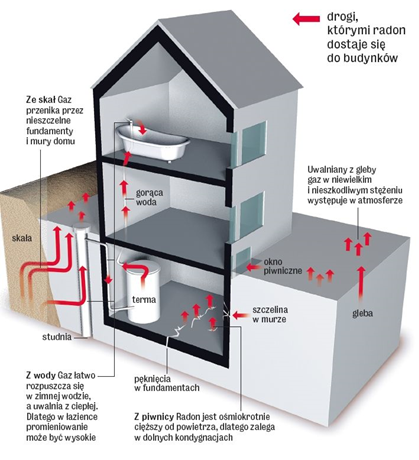 drogi,
którymi radon
dostaje się
do budynków
Ze skał Gaz
przenika przez
nieszczelne
fundamenty
i mury domu
Uwalniany z gleby
gaz w niewielkim
i nieszkodliwym stężeniu
występuje w atmosferze
gorąca
woda
skała
okno
piwniczne
terma
szczelina
w murze
gleba
studnia
pęknięcia
w fundamentach
Z wody Gaz łatwo
rozpuszcza się
w zimnej wodzie,
a uwalnia z ciepłej.
Dlatego w łazience
promieniowanie
może być wysokie
Z piwnicy Radon jest ośmiokrotnie
cięższy od powietrza, dlatego zalega
w dolnych kondygnacjach